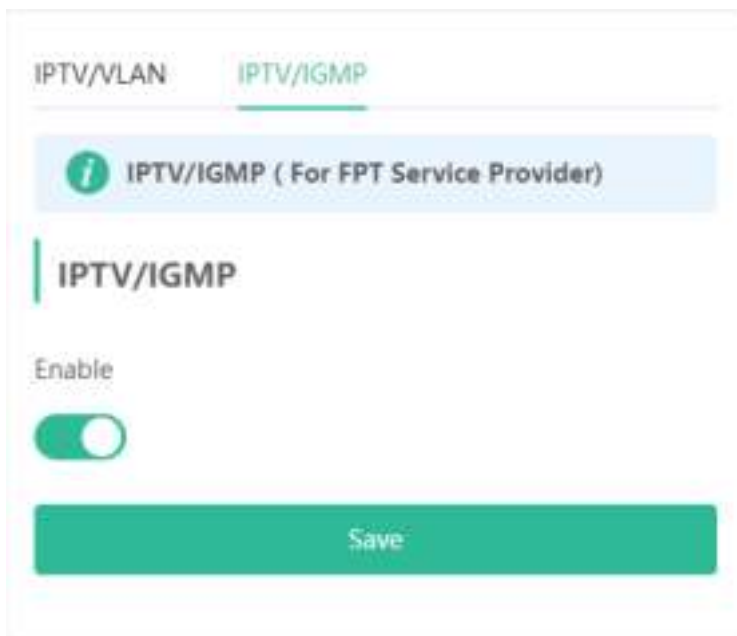 IPTV/VLAN IPTV/IGMP
IPTV/IGMP ( For FPT Service Provider)
IPTV/IGMP
Enable
Save